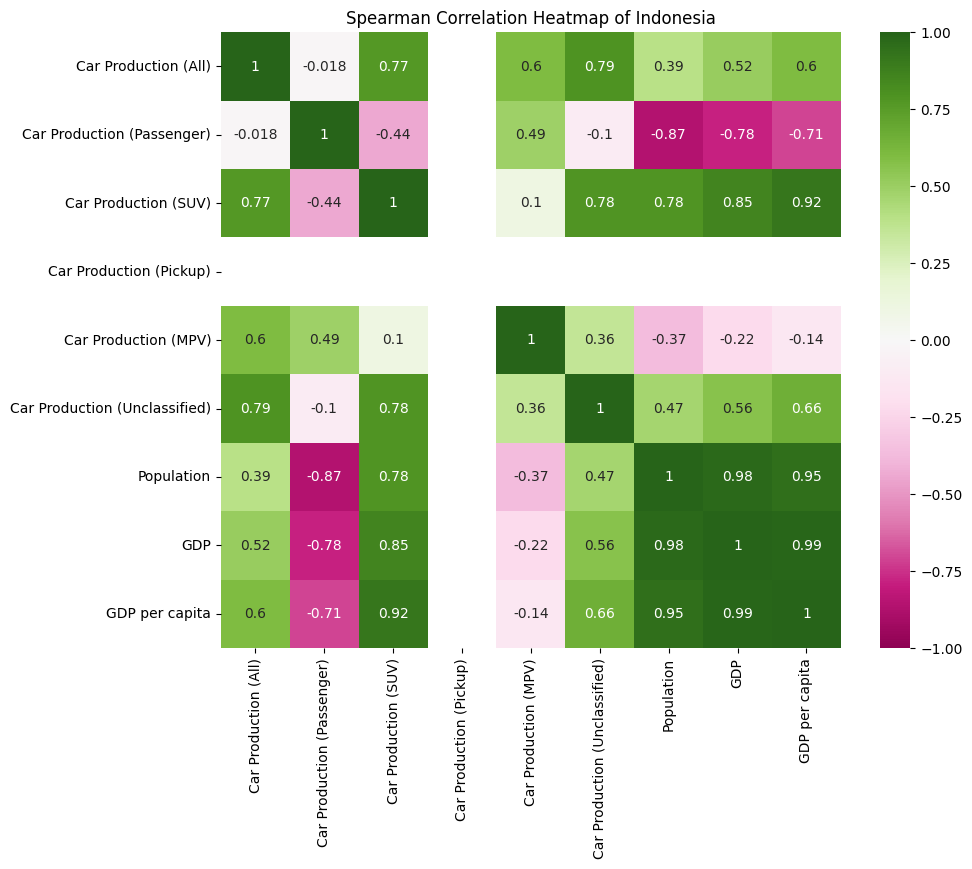 Spearman Correlation Heatmap of Indonesia
Car Production (All) 1 -0.018 0.77 0.6 0.79 0.39 0.52 0.6
Car Production (Passenger) -0.018 1 -0.44 0.49 -0.1 -0.87 -0.78 -0.71
Car Production (SUV) 0.77 -0.44 1 0.1 0.78 0.78 0.85 0.92
Car Production (Pickup)
Car Production (MPV) 0.6 0.49 0.1 1 0.36 -0.37 -0.22 -0.14
Car Production (Unclassified) 0.79 -0.1 0.78 0.36 1 0.47 0.56 0.66
Population 0.39 -0.87 0.78 -0.37 0.47 1 0.98 0.95
GDP 0.52 -0.78 0.85 -0.22 0.56 0.98 1 0.99
GDP per capita 0.6 -0.71 0.92 -0.14 0.66 0.95 0.99 1
Car Production (All)
Car Production (Passenger)
Car Production (SUV)
Car Production (Pickup)
Car Production (MPV)
Car Production (Unclassified)
Population
GDP
GDP per capita
1.00
0.75
0.50
0.25
0.00
−0.25
−0.50
−0.75
−1.00